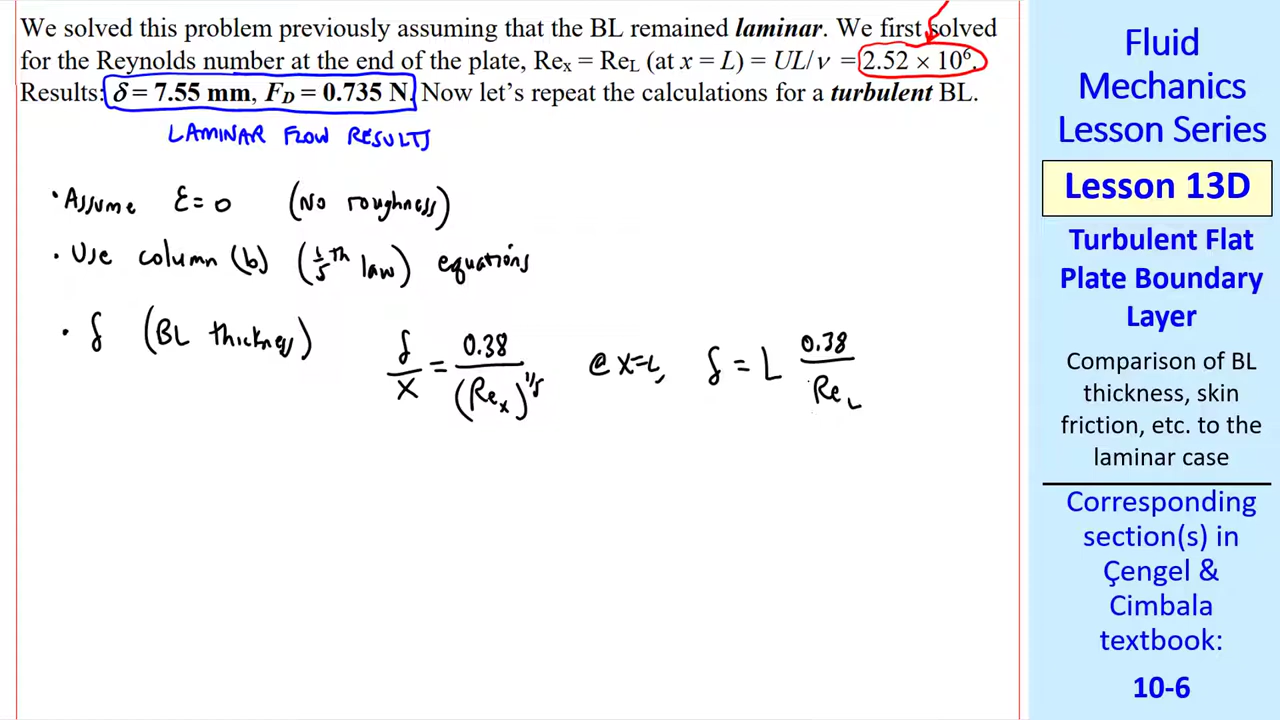 We solved this problem previously assuming that the BL remained laminar. We first solved
for the Reynolds number at the end of the plate, Reₓ = Re_L (at x = L) = UL/ν = 2.52 × 10⁶.
Results: δ = 7.55 mm, F_D = 0.735 N. Now let's repeat the calculations for a turbulent BL.
LAMINAR FLOW RESULTS
• Assume ε = 0 (No roughness)
• Use column (b) (1/5 th law) equations
• δ (BL thickness) δ/x = 0.38/(Reₓ)^1/5 @ x=L, δ = L 0.38/Re_L
Fluid
Mechanics
Lesson Series
Lesson 13D
Turbulent Flat
Plate Boundary
Layer
Comparison of BL
thickness, skin
friction, etc. to the
laminar case
Corresponding
section(s) in
Çengel &
Cimbala
textbook:
10-6